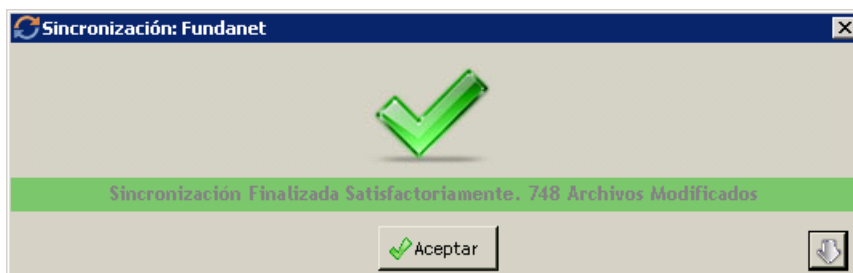 Sincronización: Fundanet
Sincronización Finalizada Satisfactoriamente. 748 Archivos Modificados
Aceptar